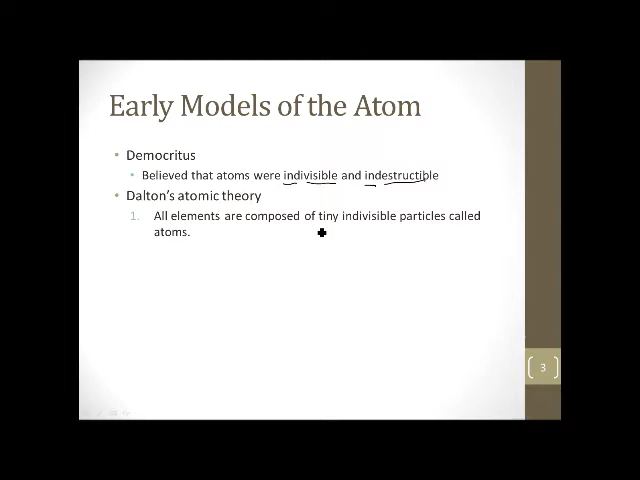 Early Models of the Atom
• Democritus
• Believed that atoms were indivisible and indestructible
• Dalton's atomic theory
1. All elements are composed of tiny indivisible particles called
atoms.
3